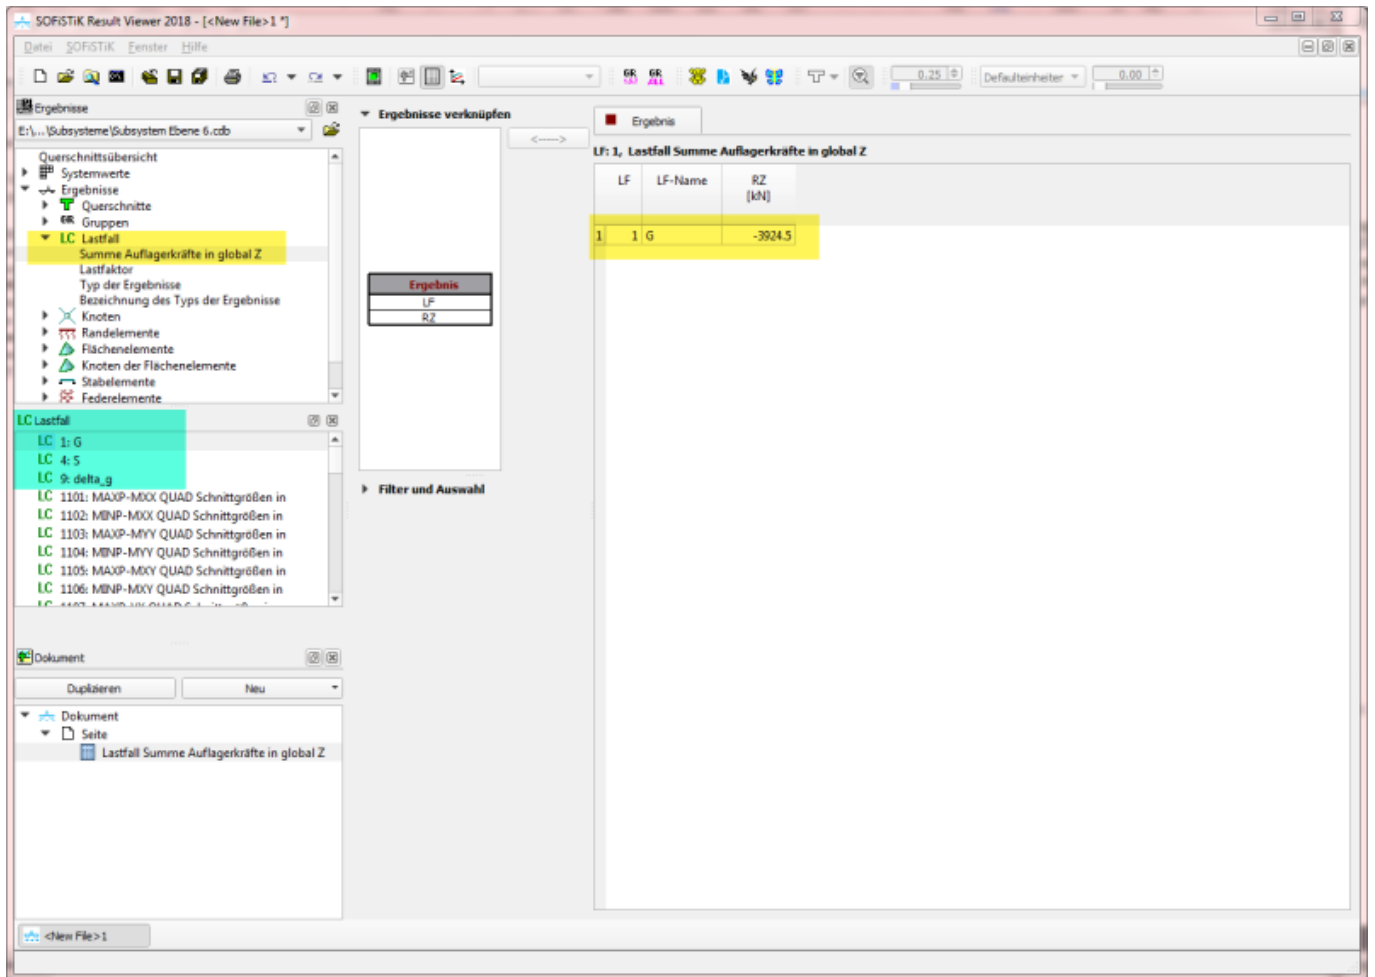 SOFiSTiK Result Viewer 2018 - [<New File>1 *]
Datei SOFiSTiK Fenster Hilfe
0.25 Defaulteinheiter 0.00
Ergebnisse
E:\...\Subsysteme\Subsystem Ebene 6.cdb
Querschnittsübersicht
Systemwerte
Ergebnisse
Querschnitte
GR Gruppen
LC Lastfall
Summe Auflagerkräfte in global Z
Lastfaktor
Typ der Ergebnisse
Bezeichnung des Typs der Ergebnisse
Knoten
Randelemente
Flächenelemente
Knoten der Flächenelemente
Stabelemente
Federelemente
LC Lastfall
LC 1: G
LC 4: S
LC 9: delta_g
LC 1101: MAXP-MXX QUAD Schnittgrößen in
LC 1102: MINP-MXX QUAD Schnittgrößen in
LC 1103: MAXP-MYY QUAD Schnittgrößen in
LC 1104: MINP-MYY QUAD Schnittgrößen in
LC 1105: MAXP-MXY QUAD Schnittgrößen in
LC 1106: MINP-MXY QUAD Schnittgrößen in
Dokument
Duplizieren Neu
Dokument
Seite
Lastfall Summe Auflagerkräfte in global Z
Ergebnisse verknüpfen
<----->
Ergebnis
LF
RZ
Filter und Auswahl
Ergebnis
LF: 1, Lastfall Summe Auflagerkräfte in global Z
LF LF-Name RZ
[kN]
1 1 G -3924.5
<New File>1